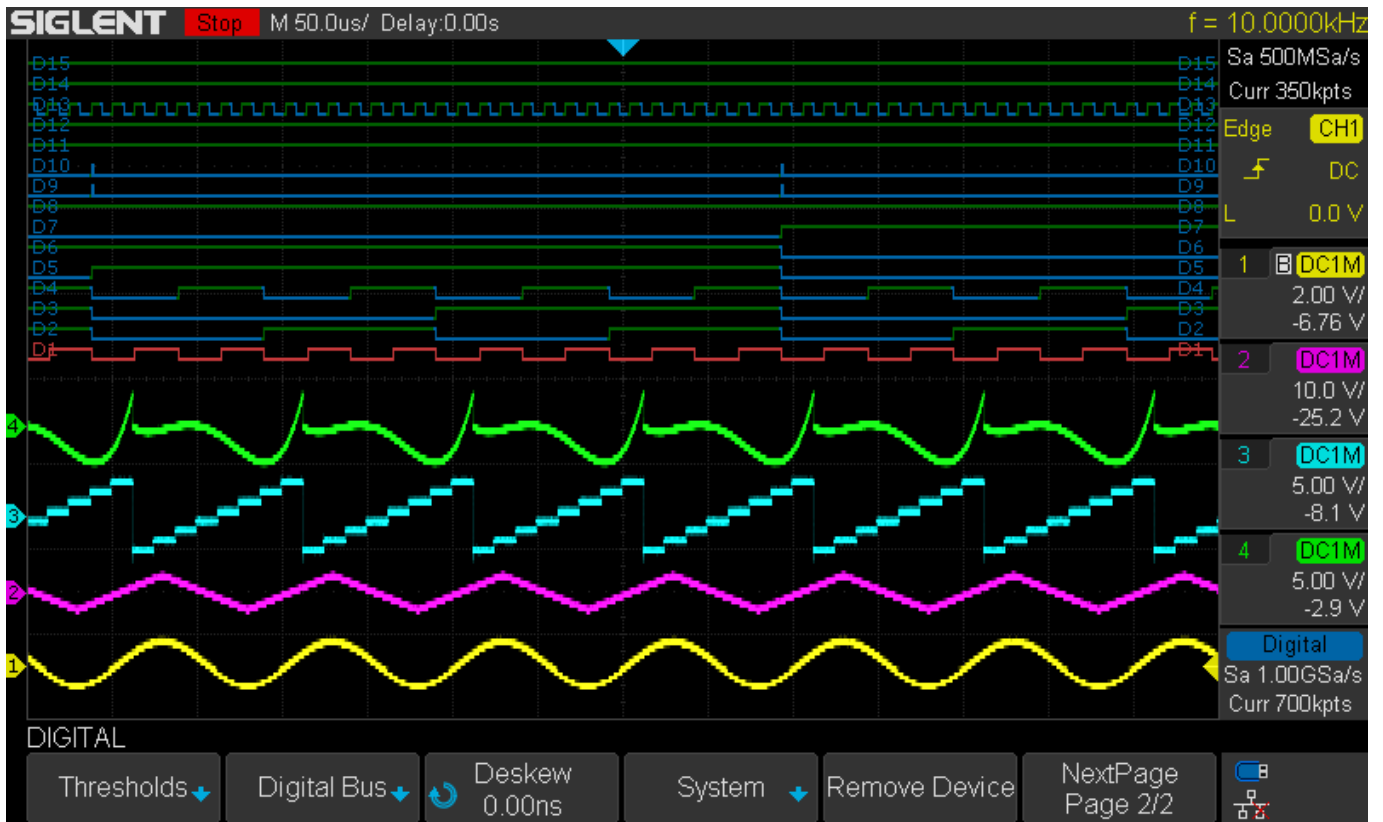 SIGLENT Stop M 50.0us/ Delay:0.00s f = 10.0000kHz
Sa 500MSa/s
Curr 350kpts
Edge CH1
DC
L 0.0 V
1 B DC1M
2.00 V/
-6.76 V
2 DC1M
10.0 V/
-25.2 V
3 DC1M
5.00 V/
-8.1 V
4 DC1M
5.00 V/
-2.9 V
Digital
Sa 1.00GSa/s
Curr 700kpts
D15 D15
D14 D14
D13 D13
D12 D12
D11 D11
D10 D10
D9 D9
D8 D8
D7 D7
D6 D6
D5 D5
D4 D4
D3 D3
D2 D2
D1 D1
4
3
2
1
DIGITAL
Thresholds
Digital Bus
Deskew
0.00ns
System
Remove Device
NextPage
Page 2/2